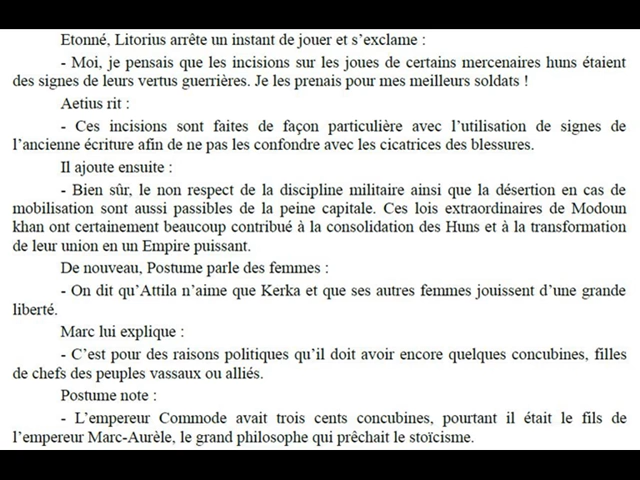 Etonné, Litorius arrête un instant de jouer et s’exclame :
- Moi, je pensais que les incisions sur les joues de certains mercenaires huns étaient
des signes de leurs vertus guerrières. Je les prenais pour mes meilleurs soldats !
Aetius rit :
- Ces incisions sont faites de façon particulière avec l’utilisation de signes de
l’ancienne écriture afin de ne pas les confondre avec les cicatrices des blessures.
Il ajoute ensuite :
- Bien sûr, le non respect de la discipline militaire ainsi que la désertion en cas de
mobilisation sont aussi passibles de la peine capitale. Ces lois extraordinaires de Modoun
khan ont certainement beaucoup contribué à la consolidation des Huns et à la transformation
de leur union en un Empire puissant.
De nouveau, Postume parle des femmes :
- On dit qu’Attila n’aime que Kerka et que ses autres femmes jouissent d’une grande
liberté.
Marc lui explique :
- C’est pour des raisons politiques qu’il doit avoir encore quelques concubines, filles
de chefs des peuples vassaux ou alliés.
Postume note :
- L’empereur Commode avait trois cents concubines, pourtant il était le fils de
l’empereur Marc-Aurèle, le grand philosophe qui prêchait le stoïcisme.